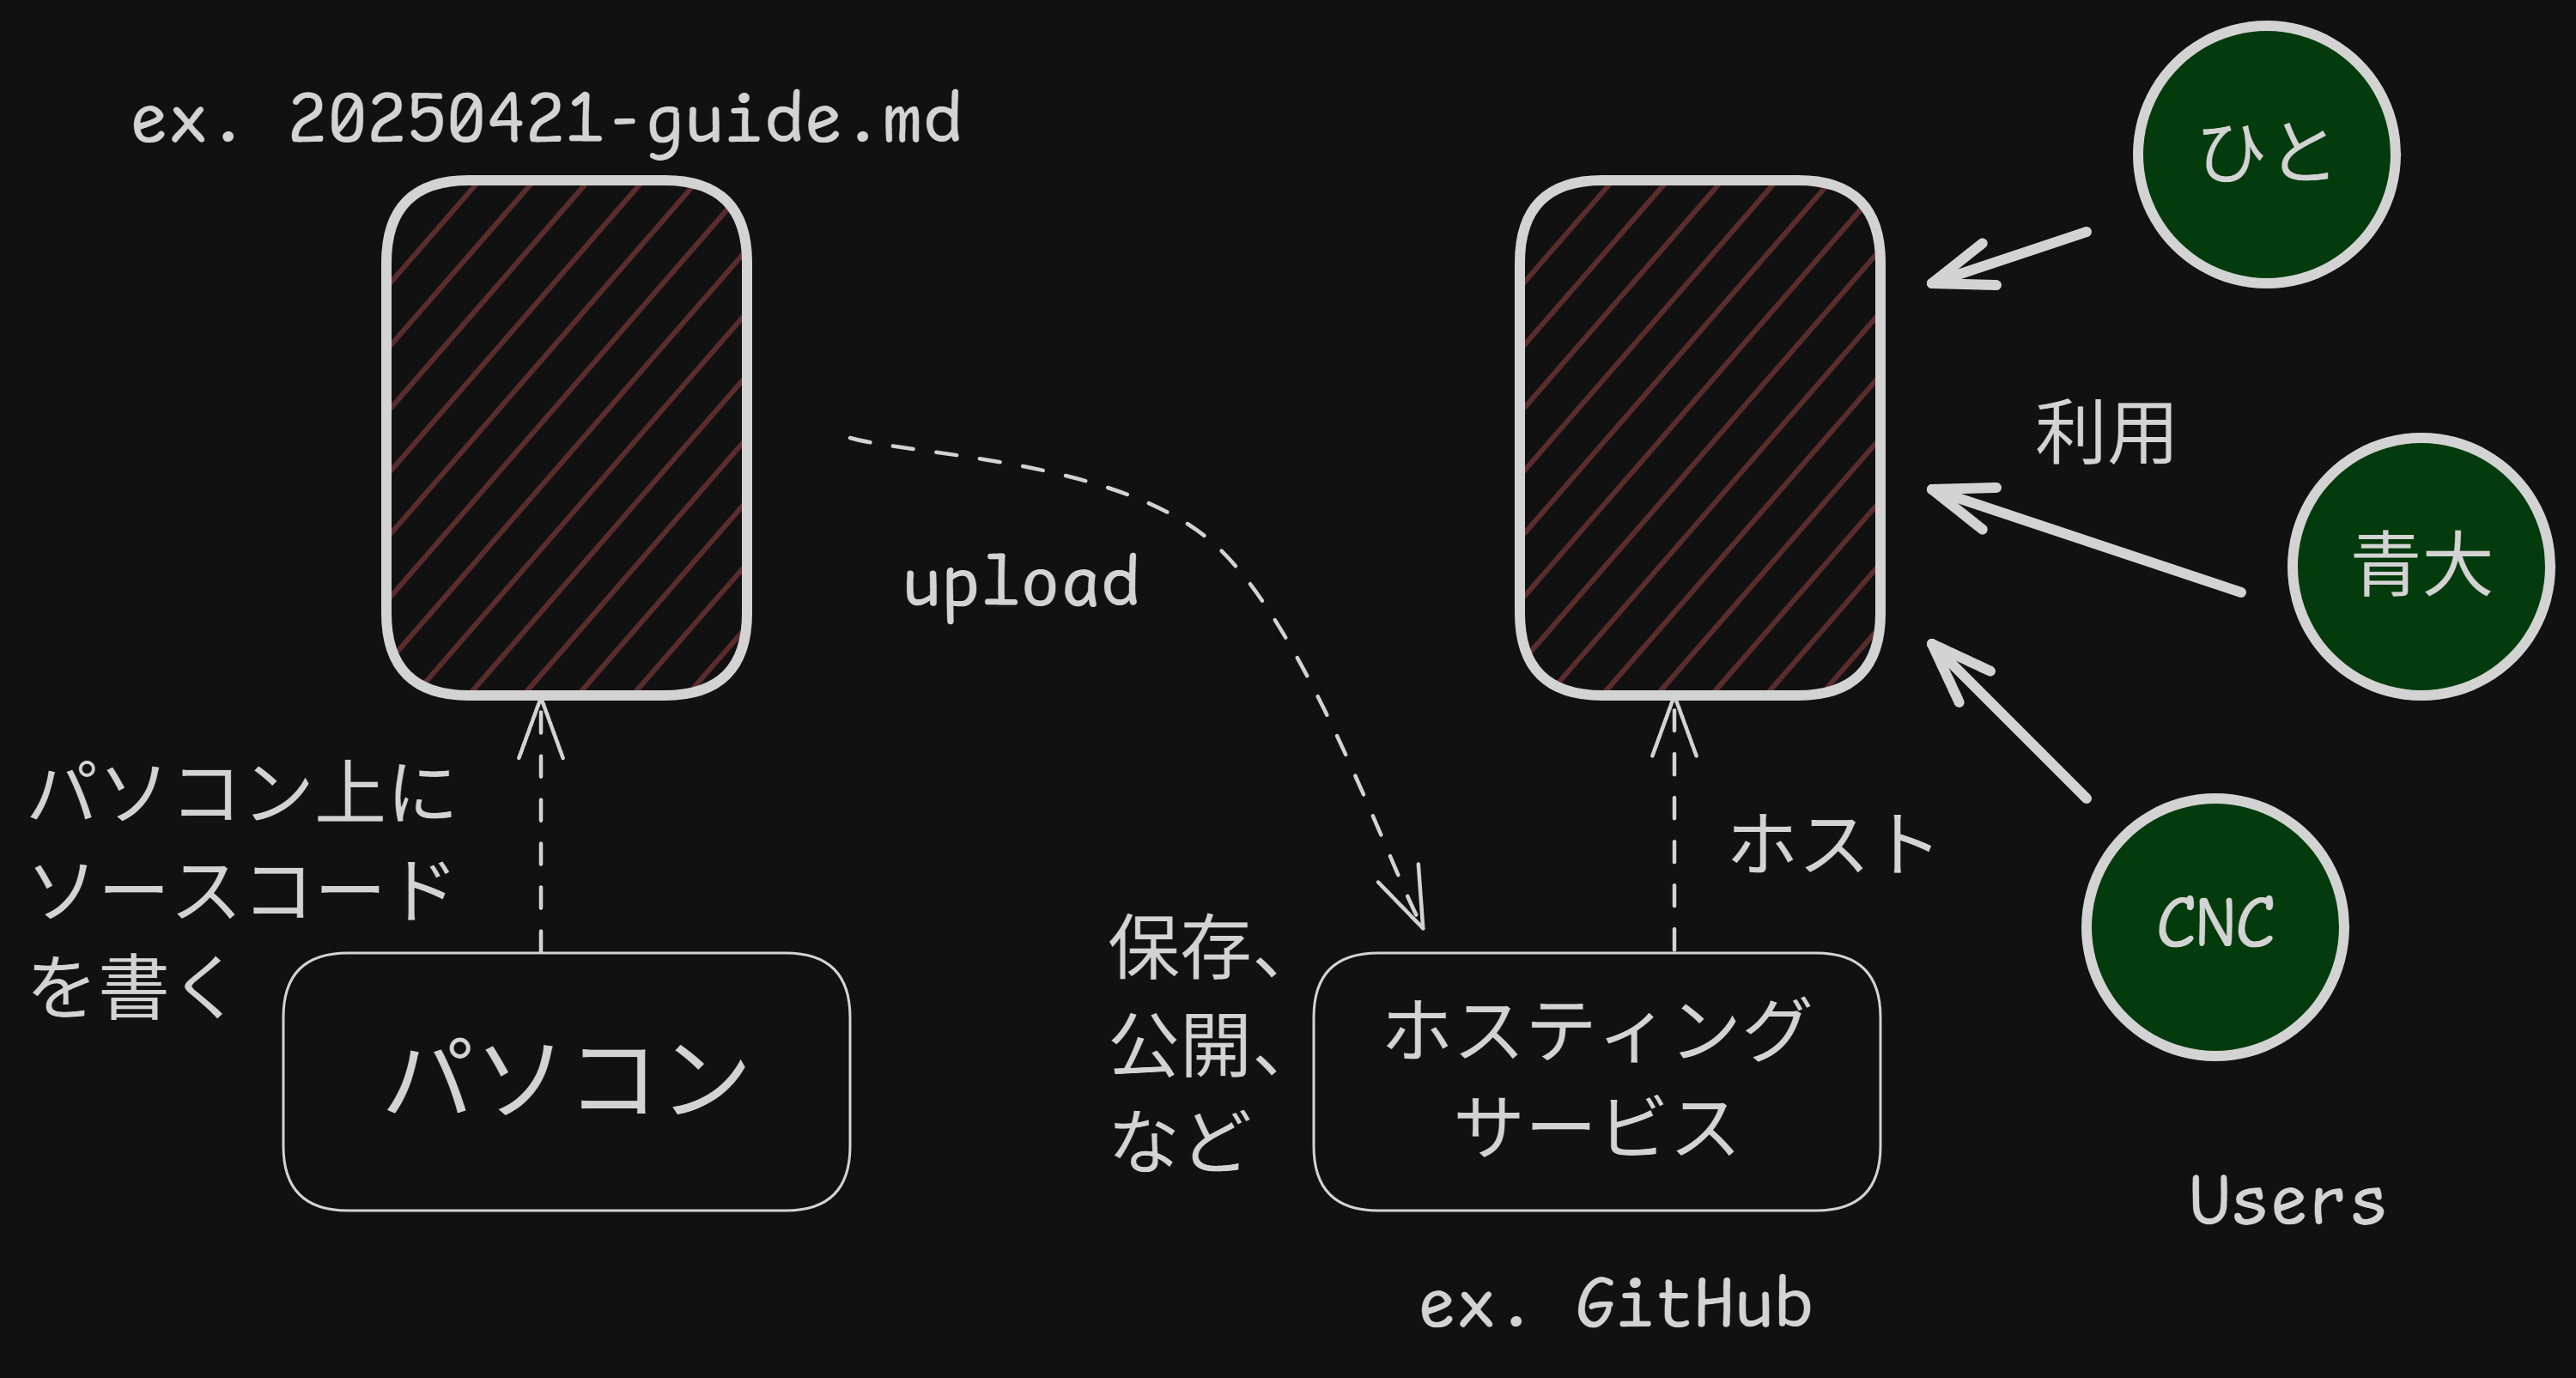 ex. 20250421-guide.md
パソコン上に
ソースコード
を書く
パソコン
upload
保存、
公開、
など
ホスティング
サービス
ex. GitHub
ホスト
利用
ひと
青大
CNC
Users